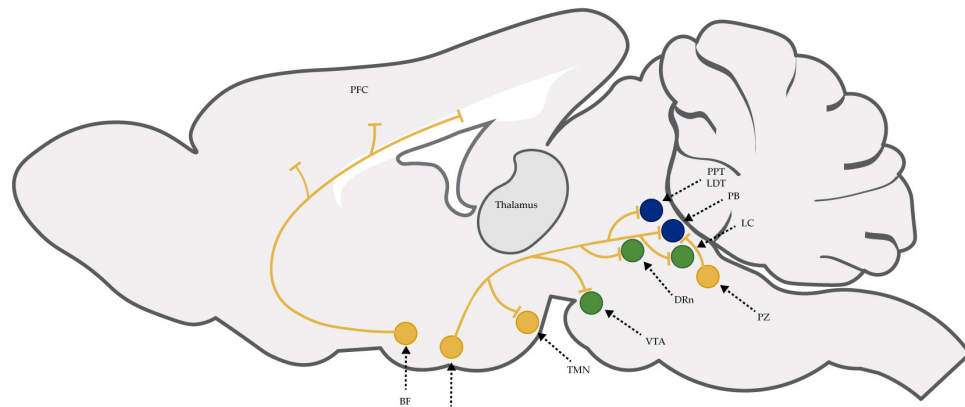 PFC
PPT
LDT
PB
Thalamus
LC
DRn
PZ
VTA
TMN
BF